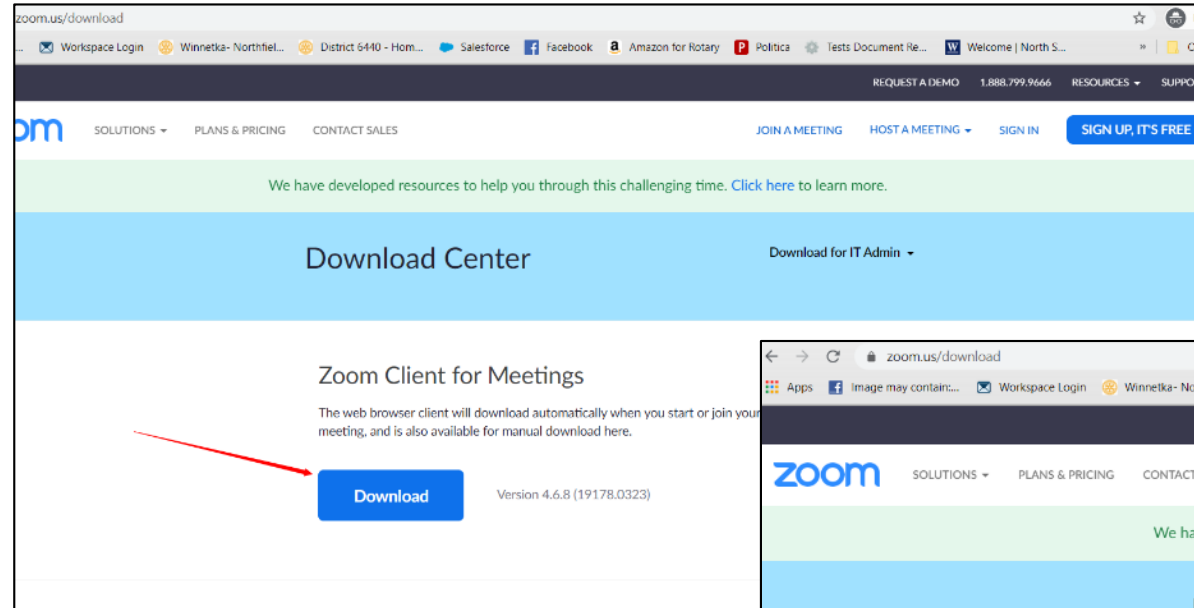 zoom.us/download
... Workspace Login Winnetka- Northfiel... District 6440 - Hom... Salesforce Facebook Amazon for Rotary Politica Tests Document Re... Welcome | North S... »
REQUEST A DEMO 1.888.799.9666 RESOURCES SUPPO
om SOLUTIONS PLANS & PRICING CONTACT SALES JOIN A MEETING HOST A MEETING SIGN IN SIGN UP, IT'S FREE
We have developed resources to help you through this challenging time. Click here to learn more.
Download Center
Download for IT Admin
Zoom Client for Meetings
The web browser client will download automatically when you start or join your
meeting, and is also available for manual download here.
Download
Version 4.6.8 (19178.0323)
zoom.us/download
Apps Image may contain:... Workspace Login Winnetka- No
zoom SOLUTIONS PLANS & PRICING CONTACT
We ha